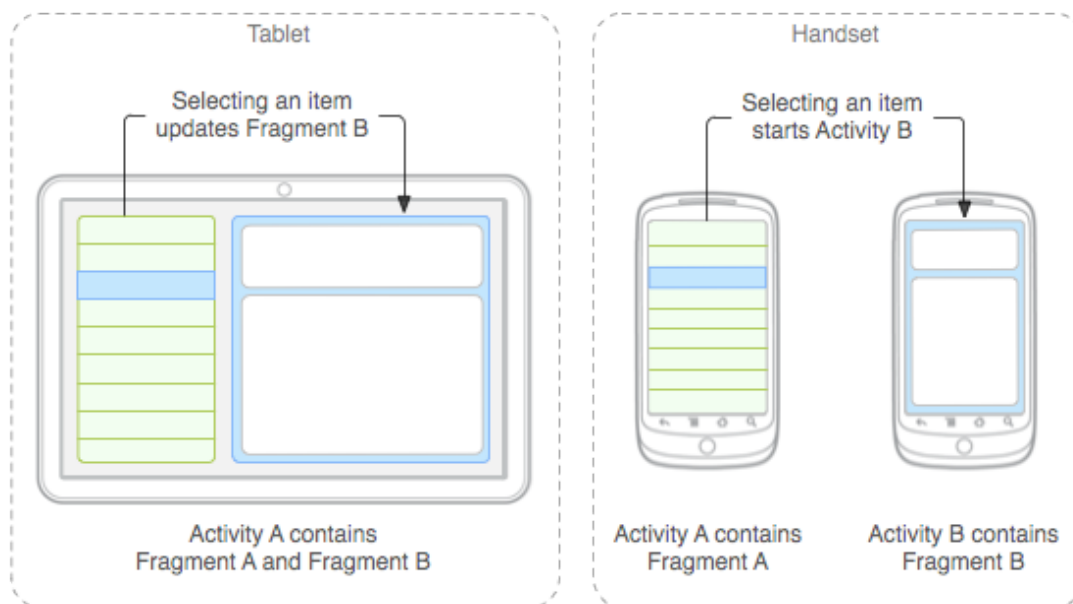 Tablet
Selecting an item
updates Fragment B
Activity A contains
Fragment A and Fragment B
Handset
Selecting an item
starts Activity B
Activity A contains
Fragment A
Activity B contains
Fragment B